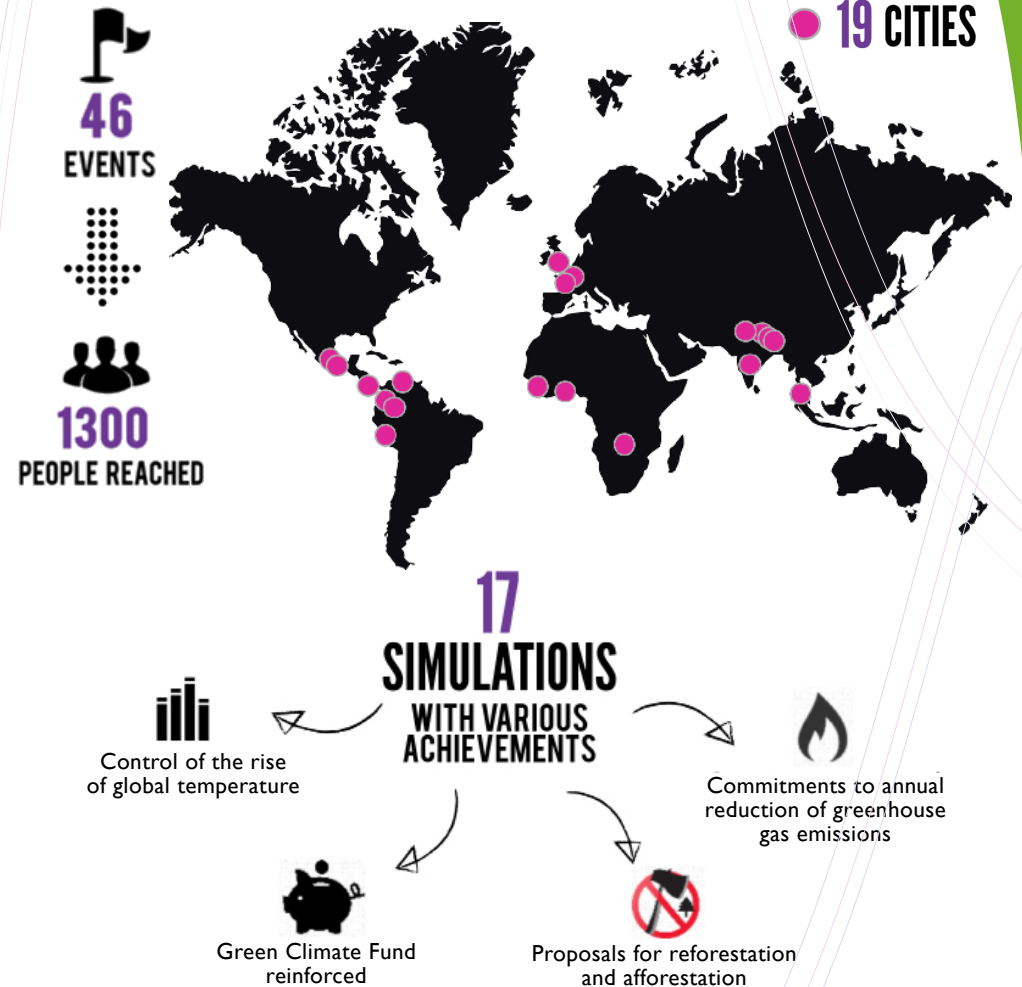 19 CITIES
46
EVENTS
1300
PEOPLE REACHED
17
SIMULATIONS
WITH VARIOUS
ACHIEVEMENTS
Control of the rise
of global temperature
Commitments to annual
reduction of greenhouse
gas emissions
Green Climate Fund
reinforced
Proposals for reforestation
and afforestation